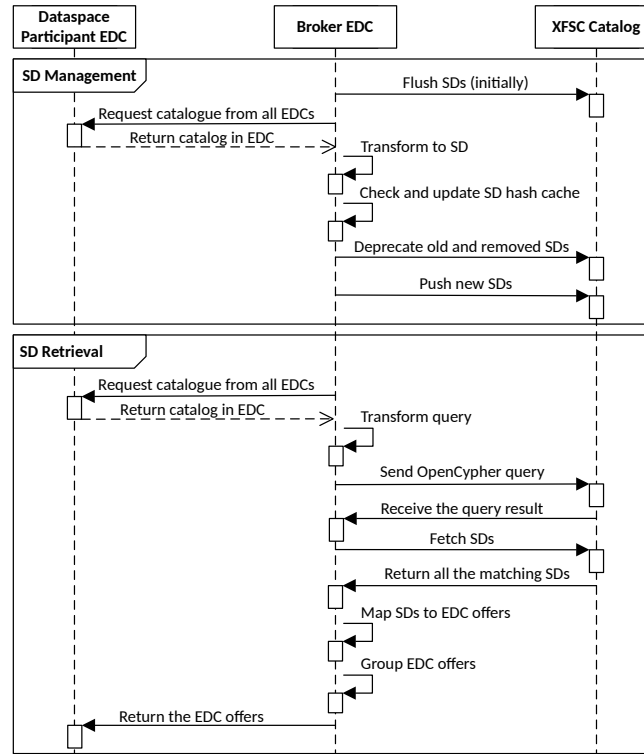 Dataspace
Participant EDC
Broker EDC
XFSC Catalog
SD Management
Flush SDs (initially)
Request catalogue from all EDCs
Return catalog in EDC
Transform to SD
Check and update SD hash cache
Deprecate old and removed SDs
Push new SDs
SD Retrieval
Request catalogue from all EDCs
Return catalog in EDC
Transform query
Send OpenCypher query
Receive the query result
Fetch SDs
Return all the matching SDs
Map SDs to EDC offers
Group EDC offers
Return the EDC offers